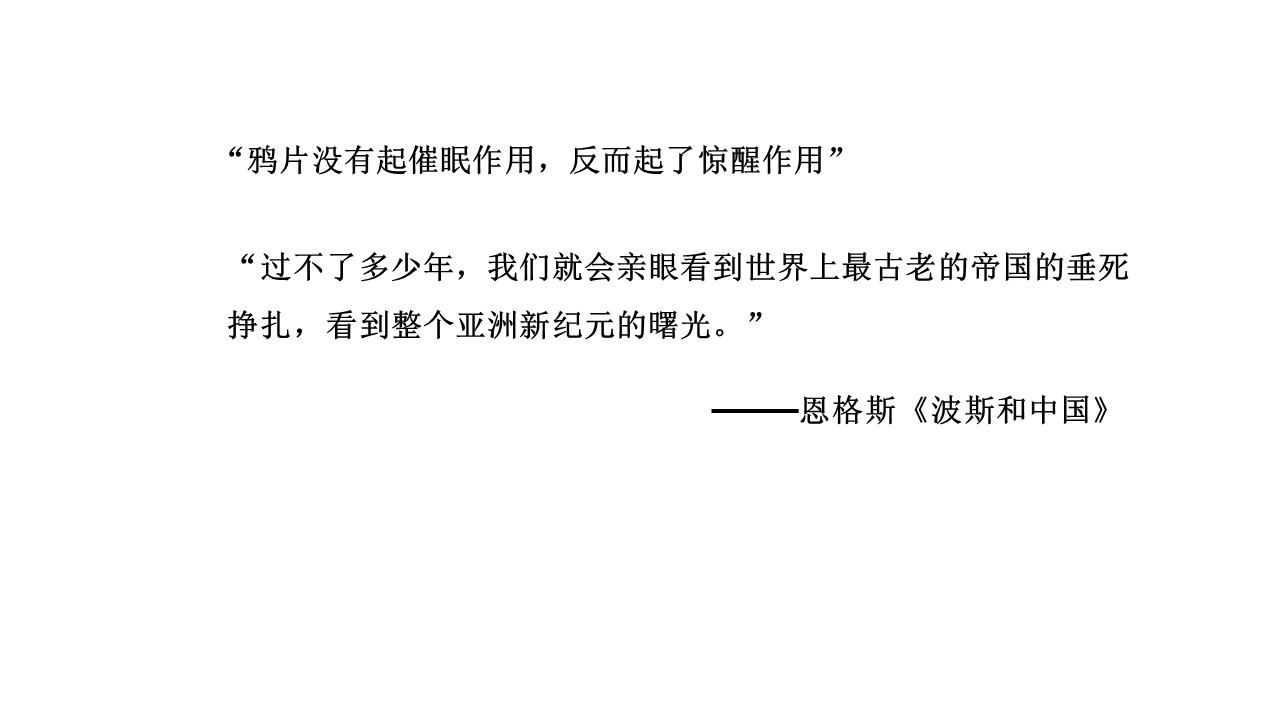 “鸦片没有起催眠作用，反而起了惊醒作用”
“过不了多少年，我们就会亲眼看到世界上最古老的帝国的垂死
挣扎，看到整个亚洲新纪元的曙光。”
———恩格斯《波斯和中国》